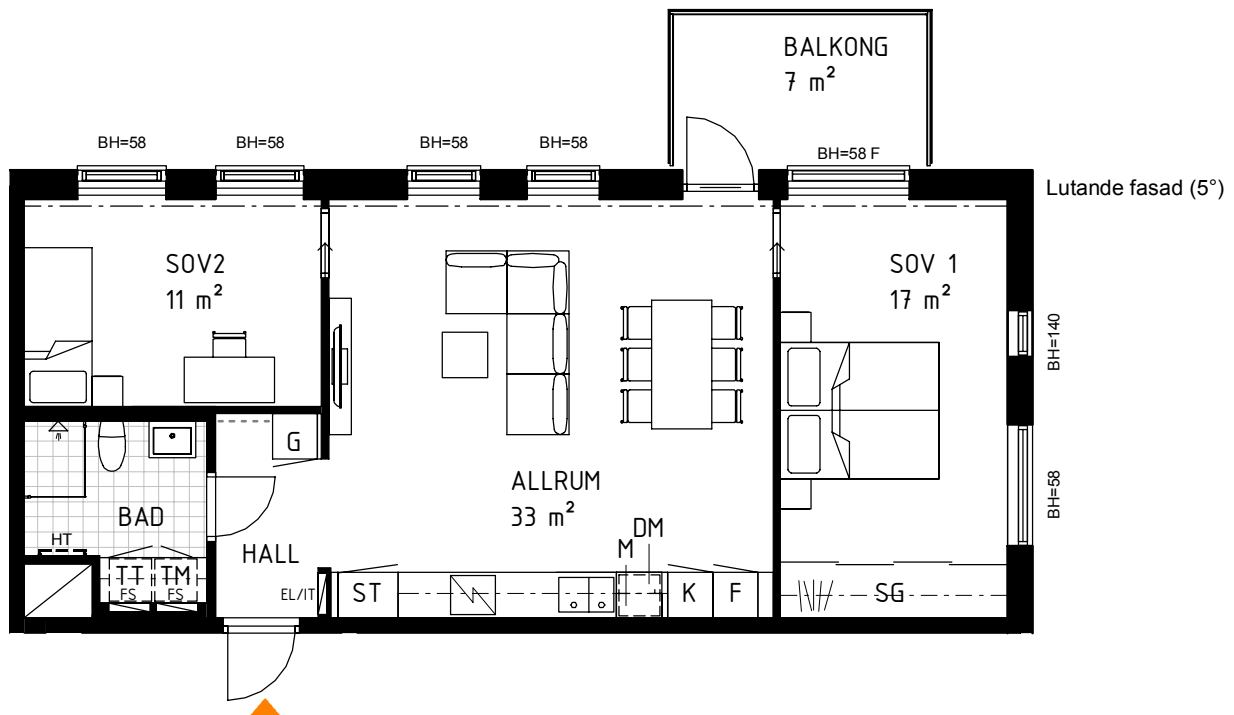 BALKONG
7 m²
BH=58
BH=58
BH=58
BH=58
BH=58 F
Lutande fasad (5°)
SOV2
11 m²
SOV 1
17 m²
BH=140
G
ALLRUM
33 m²
BH=58
BAD
DM
M
HT
HALL
TT
TM
FS
FS
EL/IT
ST
K
F
SG